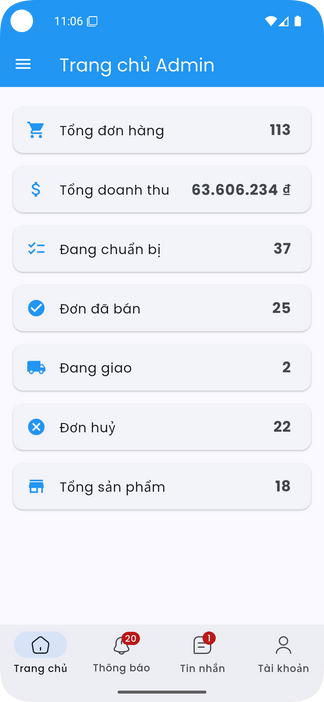 11:06
Trang chủ Admin
Tổng đơn hàng 113
Tổng doanh thu 63.606.234 ₫
Đang chuẩn bị 37
Đơn đã bán 25
Đang giao 2
Đơn huỷ 22
Tổng sản phẩm 18
20 1
Trang chủ Thông báo Tin nhắn Tài khoản